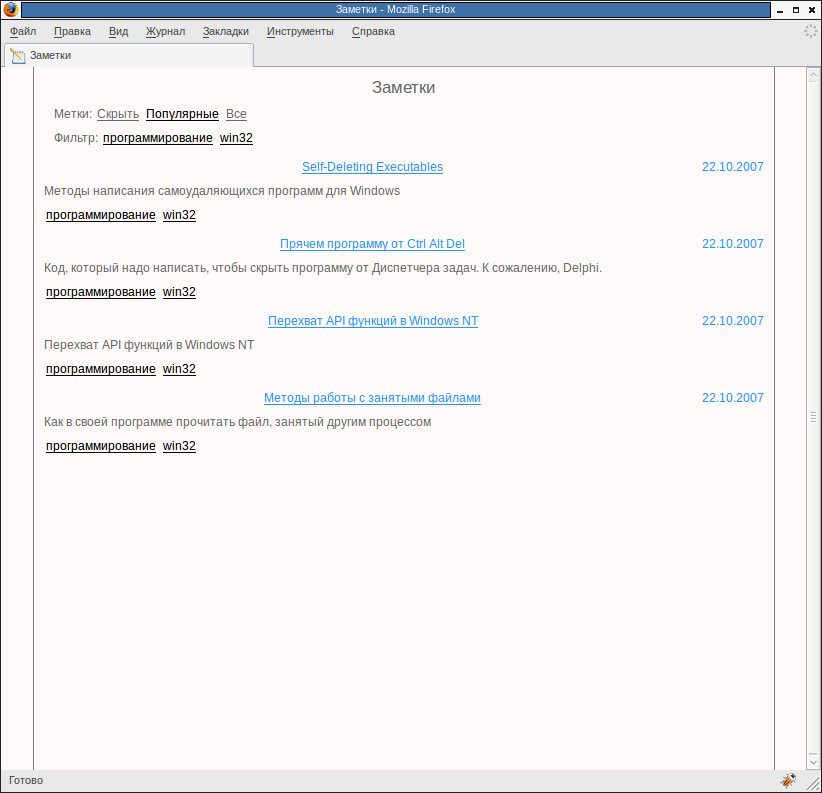 Заметки - Mozilla Firefox
Файл Правка Вид Журнал Закладки Инструменты Справка
Заметки
Заметки
Метки: Скрыть Популярные Все
Фильтр: программирование win32
Self-Deleting Executables 22.10.2007
Методы написания самоудаляющихся программ для Windows
программирование win32
Прячем программу от Ctrl Alt Del 22.10.2007
Код, который надо написать, чтобы скрыть программу от Диспетчера задач. К сожалению, Delphi.
программирование win32
Перехват API функций в Windows NT 22.10.2007
Перехват API функций в Windows NT
программирование win32
Методы работы с занятыми файлами 22.10.2007
Как в своей программе прочитать файл, занятый другим процессом
программирование win32
Готово